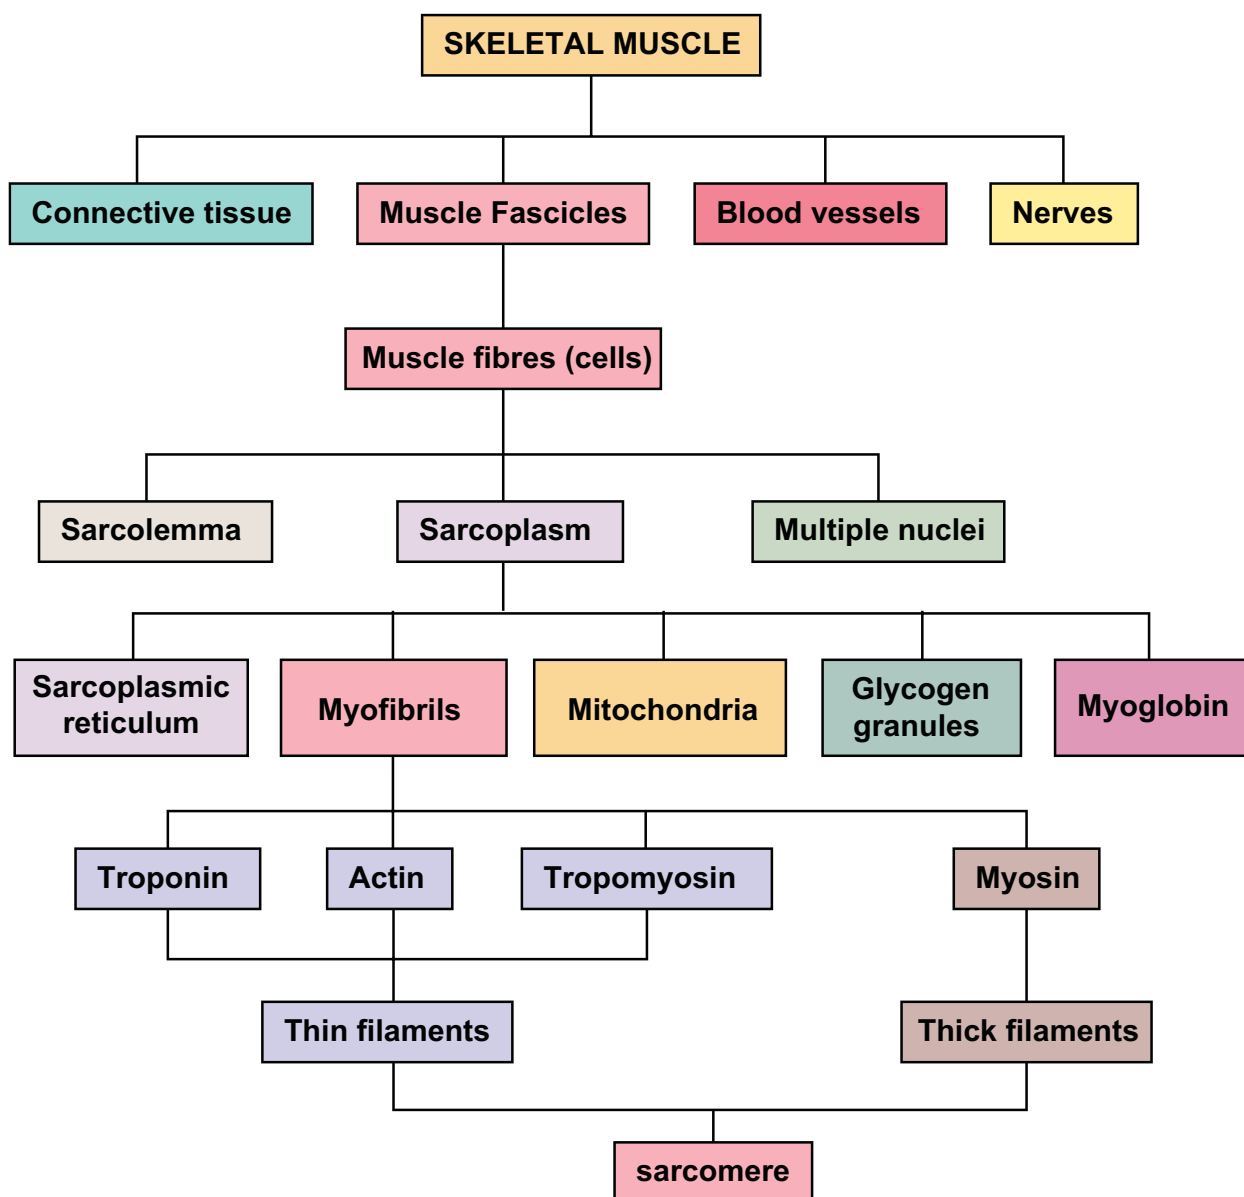 SKELETAL MUSCLE
Connective tissue
Muscle Fascicles
Blood vessels
Nerves
Muscle fibres (cells)
Sarcolemma
Sarcoplasm
Multiple nuclei
Sarcoplasmic
reticulum
Myofibrils
Mitochondria
Glycogen
granules
Myoglobin
Troponin
Actin
Tropomyosin
Myosin
Thin filaments
Thick filaments
sarcomere